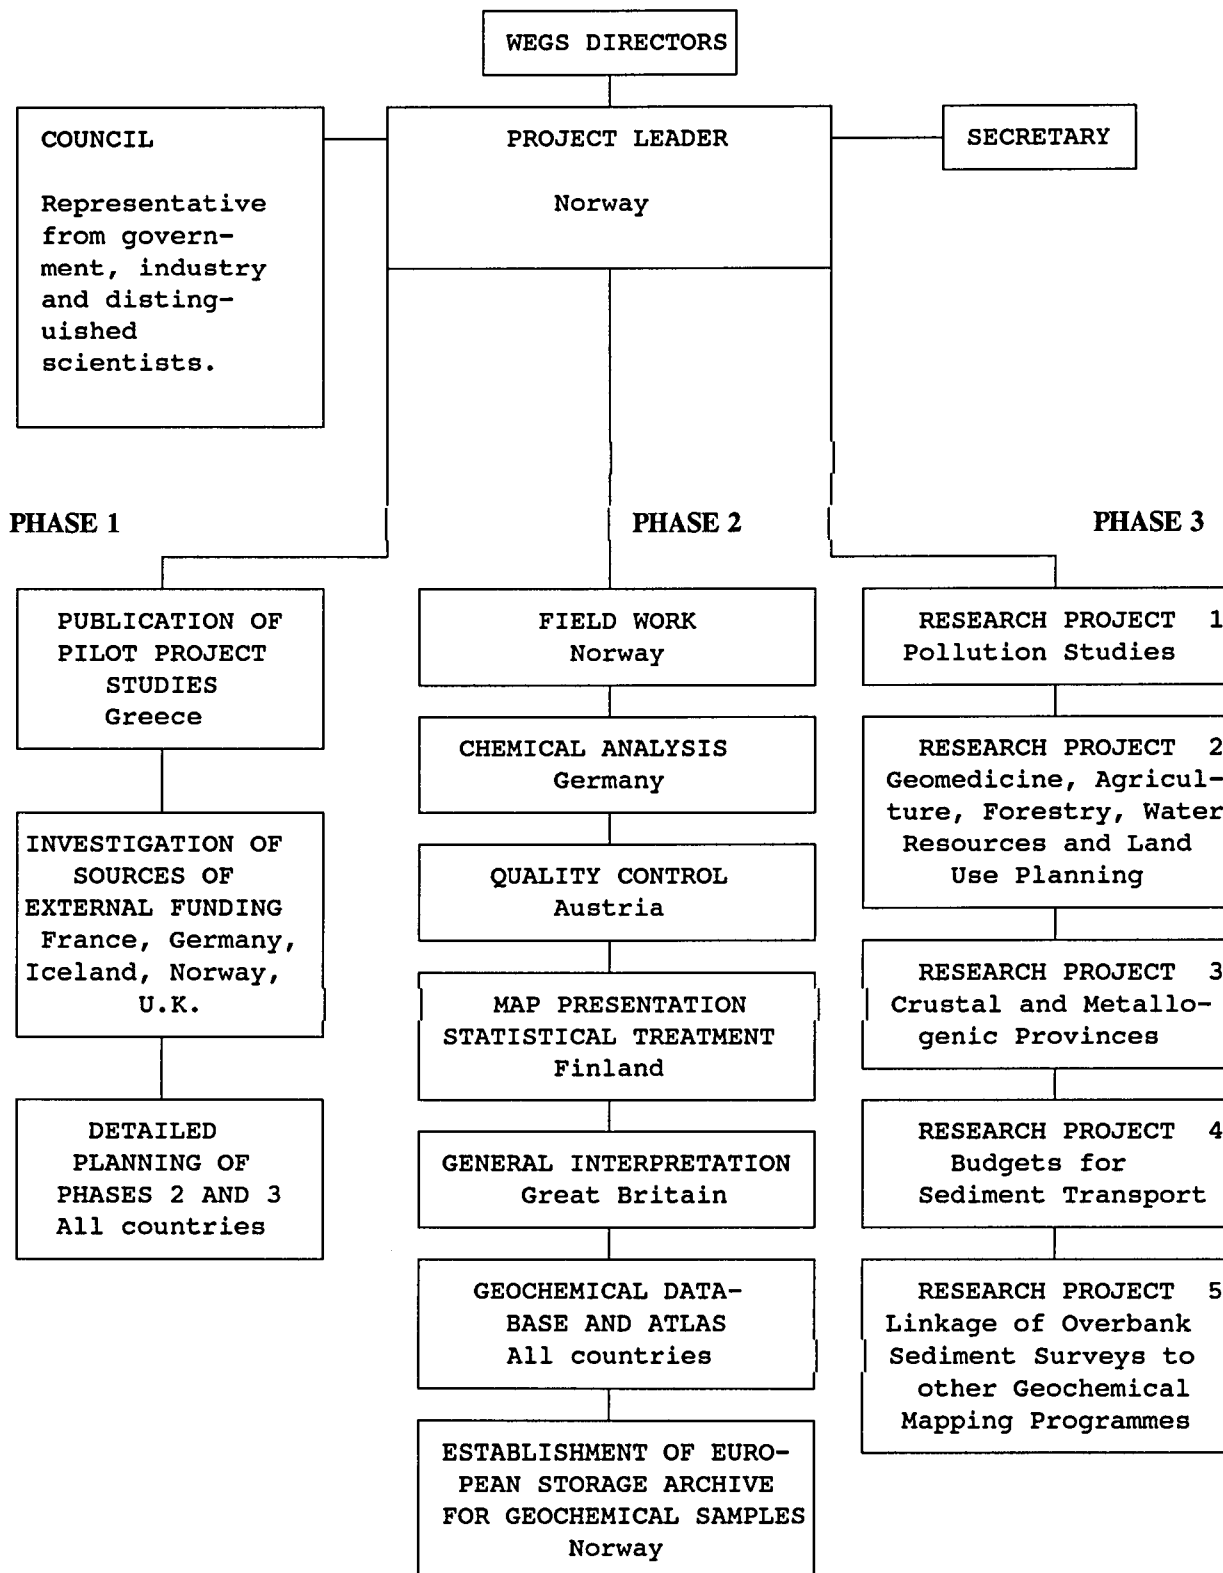 WEGS DIRECTORS
COUNCIL
Representative
from govern-
ment, industry
and disting-
uished
scientists.
PROJECT LEADER
Norway
SECRETARY
PHASE 1
PUBLICATION OF
PILOT PROJECT
STUDIES
Greece
INVESTIGATION OF
SOURCES OF
EXTERNAL FUNDING
France, Germany,
Iceland, Norway,
U.K.
DETAILED
PLANNING OF
PHASES 2 AND 3
All countries
PHASE 2
FIELD WORK
Norway
CHEMICAL ANALYSIS
Germany
QUALITY CONTROL
Austria
MAP PRESENTATION
STATISTICAL TREATMENT
Finland
GENERAL INTERPRETATION
Great Britain
GEOCHEMICAL DATA-
BASE AND ATLAS
All countries
ESTABLISHMENT OF EURO-
PEAN STORAGE ARCHIVE
FOR GEOCHEMICAL SAMPLES
Norway
PHASE 3
RESEARCH PROJECT 1
Pollution Studies
RESEARCH PROJECT 2
Geomedicine, Agricul-
ture, Forestry, Water
Resources and Land
Use Planning
RESEARCH PROJECT 3
Crustal and Metallo-
genic Provinces
RESEARCH PROJECT 4
Budgets for
Sediment Transport
RESEARCH PROJECT 5
Linkage of Overbank
Sediment Surveys to
other Geochemical
Mapping Programmes